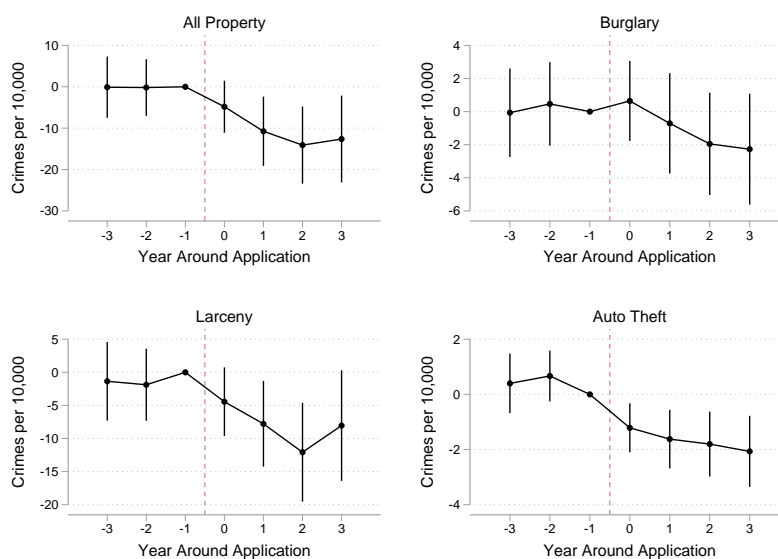 All Property
Crimes per 10,000
10
0
-10
-20
-30
-3 -2 -1 0 1 2 3
Year Around Application
Burglary
Crimes per 10,000
4
2
0
-2
-4
-6
-3 -2 -1 0 1 2 3
Year Around Application
Larceny
Crimes per 10,000
5
0
-5
-10
-15
-20
-3 -2 -1 0 1 2 3
Year Around Application
Auto Theft
Crimes per 10,000
2
0
-2
-4
-3 -2 -1 0 1 2 3
Year Around Application